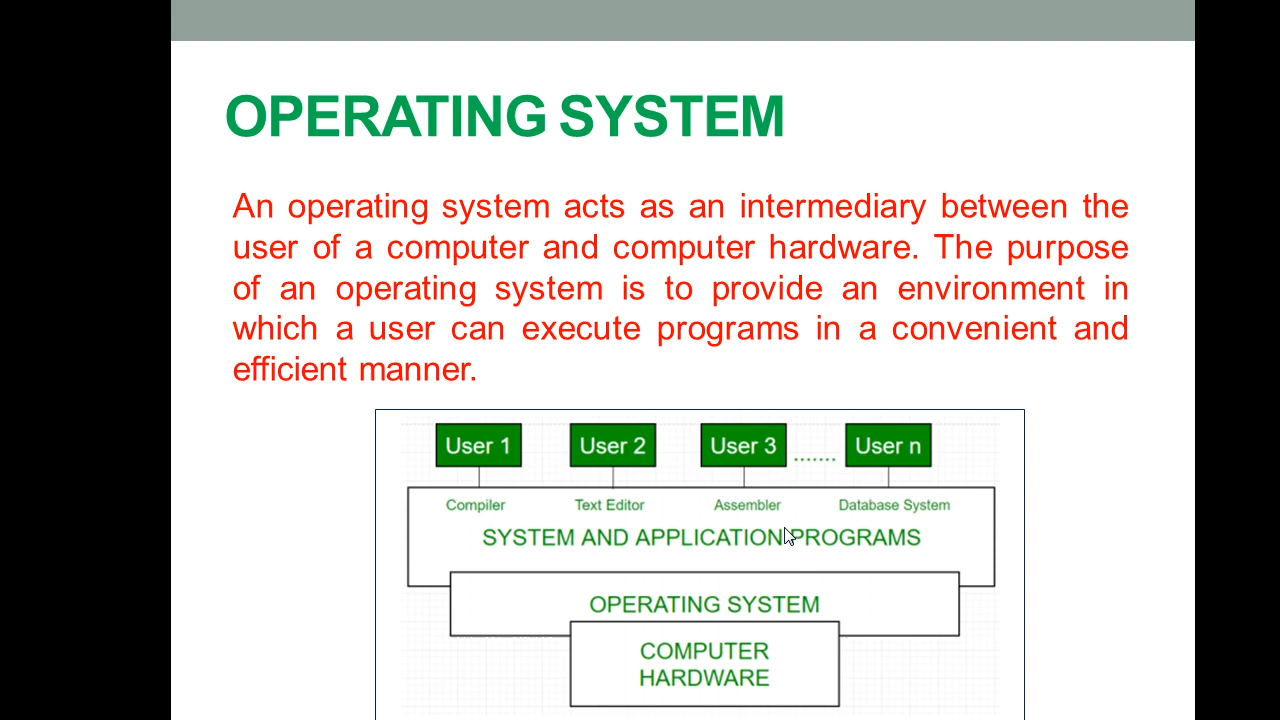 OPERATING SYSTEM
An operating system acts as an intermediary between the
user of a computer and computer hardware. The purpose
of an operating system is to provide an environment in
which a user can execute programs in a convenient and
efficient manner.
User 1 User 2 User 3 ....... User n
Compiler Text Editor Assembler Database System
SYSTEM AND APPLICATION PROGRAMS
OPERATING SYSTEM
COMPUTER
HARDWARE